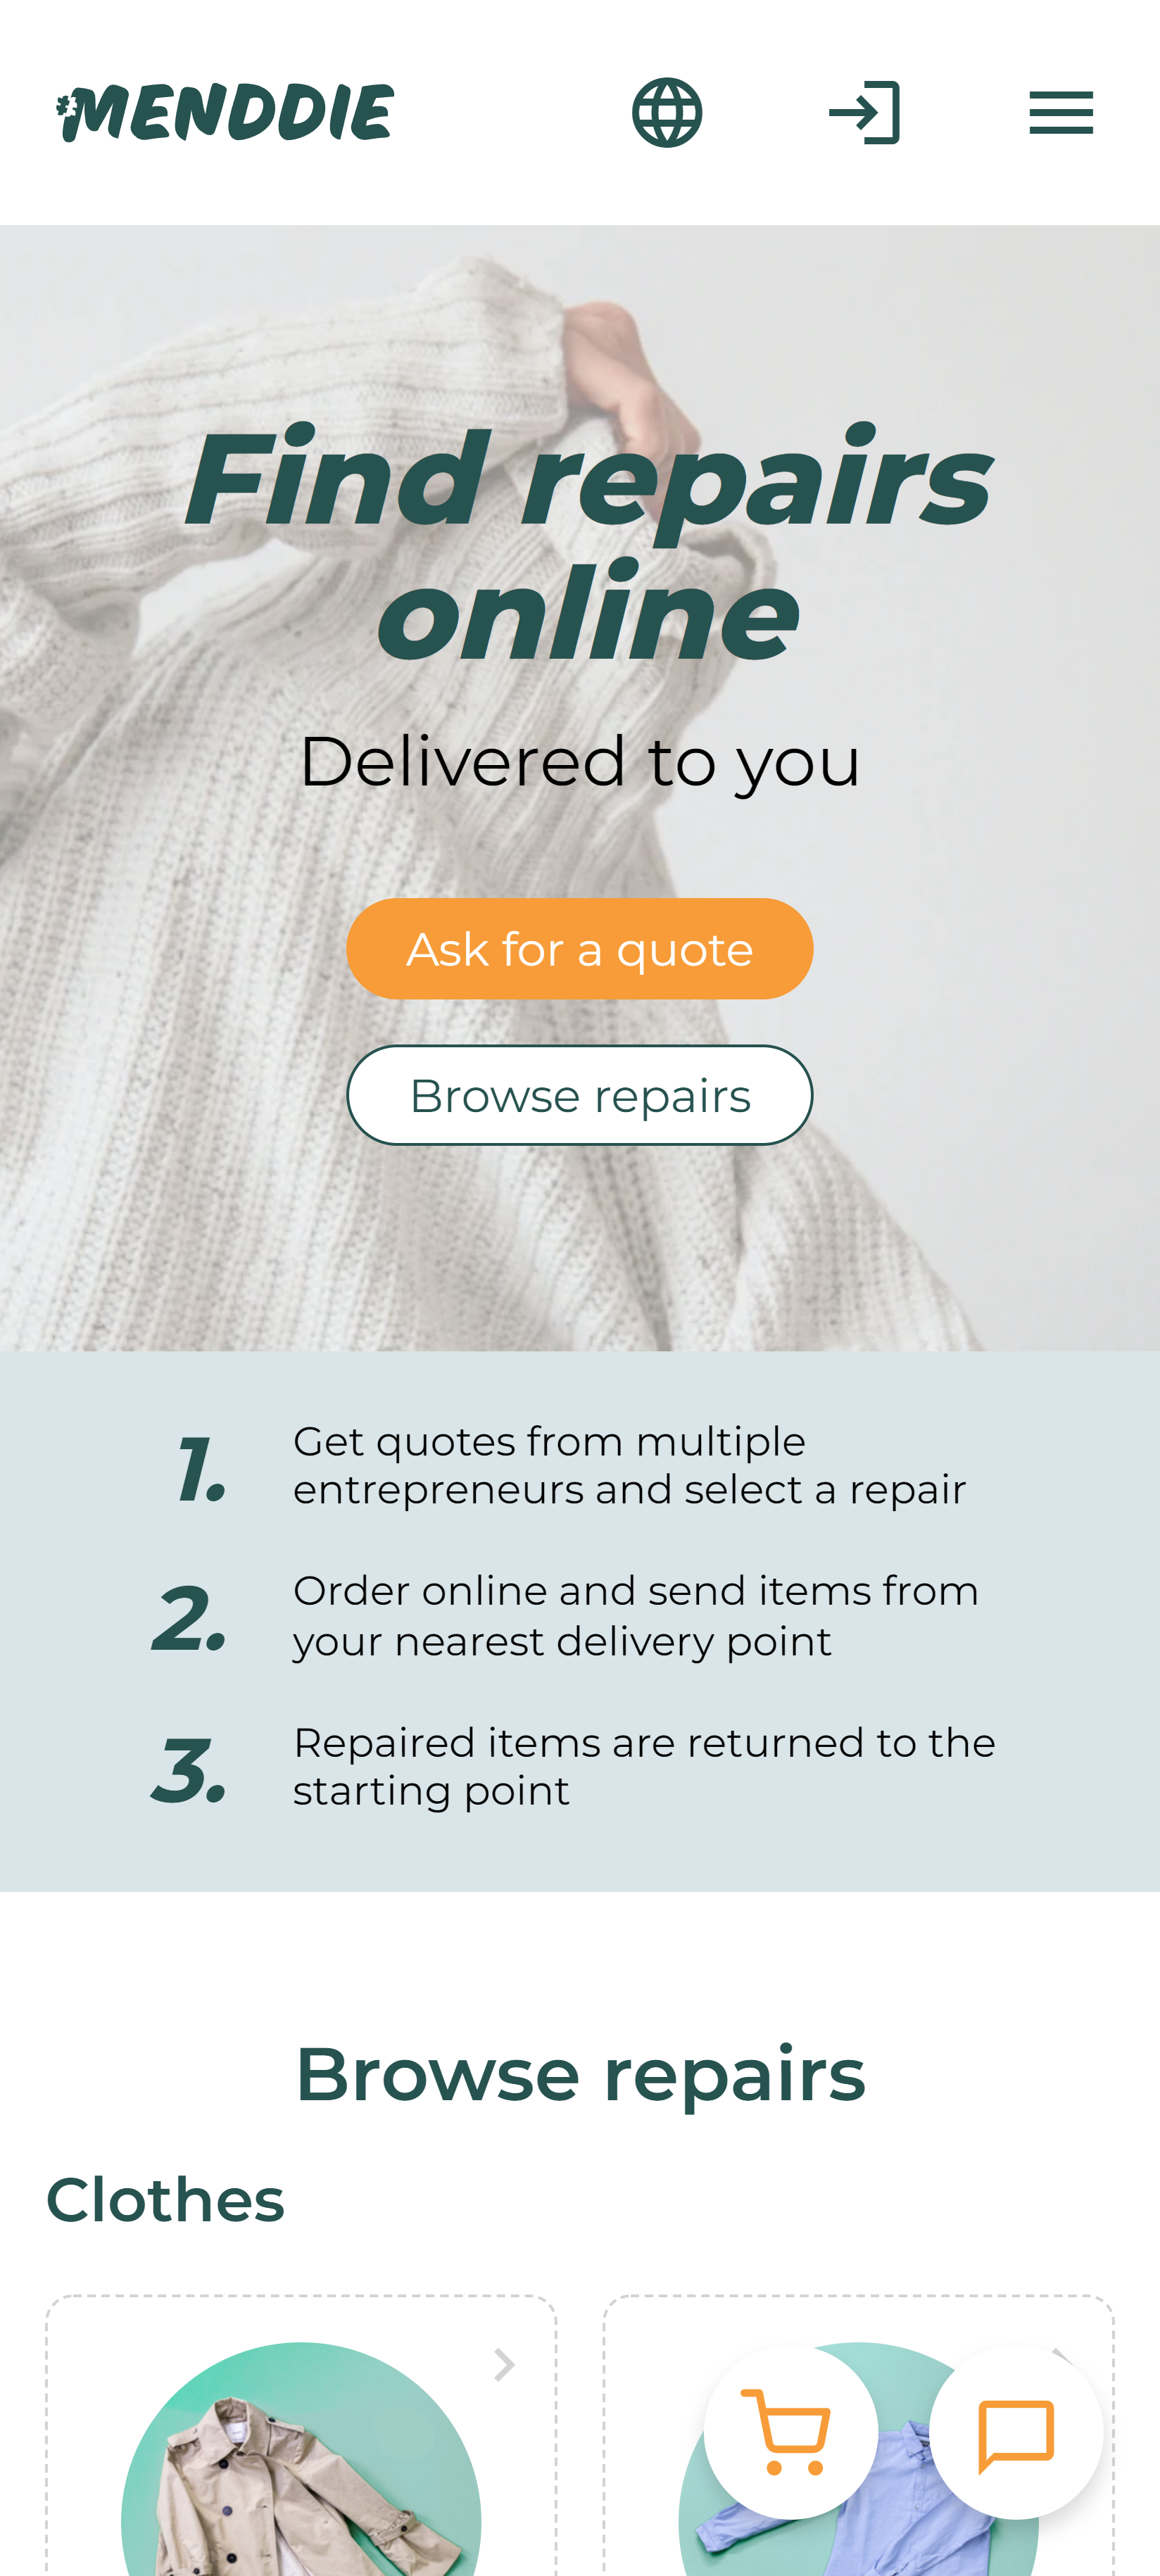 #MENDDIE
Find repairs
online
Delivered to you
Ask for a quote
Browse repairs
1. Get quotes from multiple
entrepreneurs and select a repair
2. Order online and send items from
your nearest delivery point
3. Repaired items are returned to the
starting point
Browse repairs
Clothes